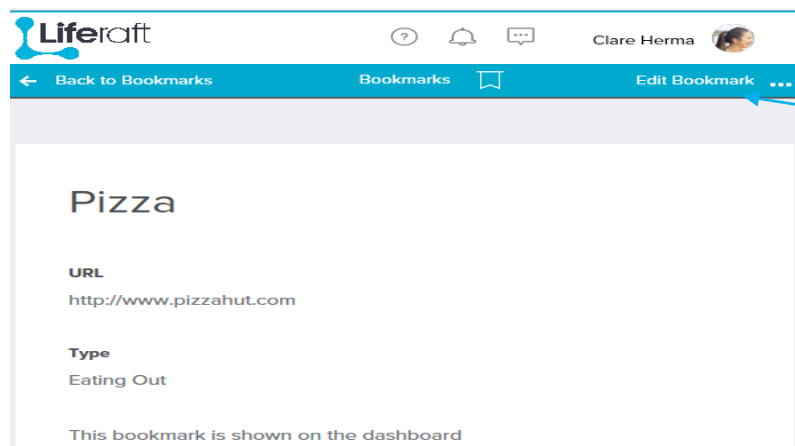 Liferaft
Clare Herma
Back to Bookmarks
Bookmarks
Edit Bookmark ...
Pizza
URL
http://www.pizzahut.com
Type
Eating Out
This bookmark is shown on the dashboard